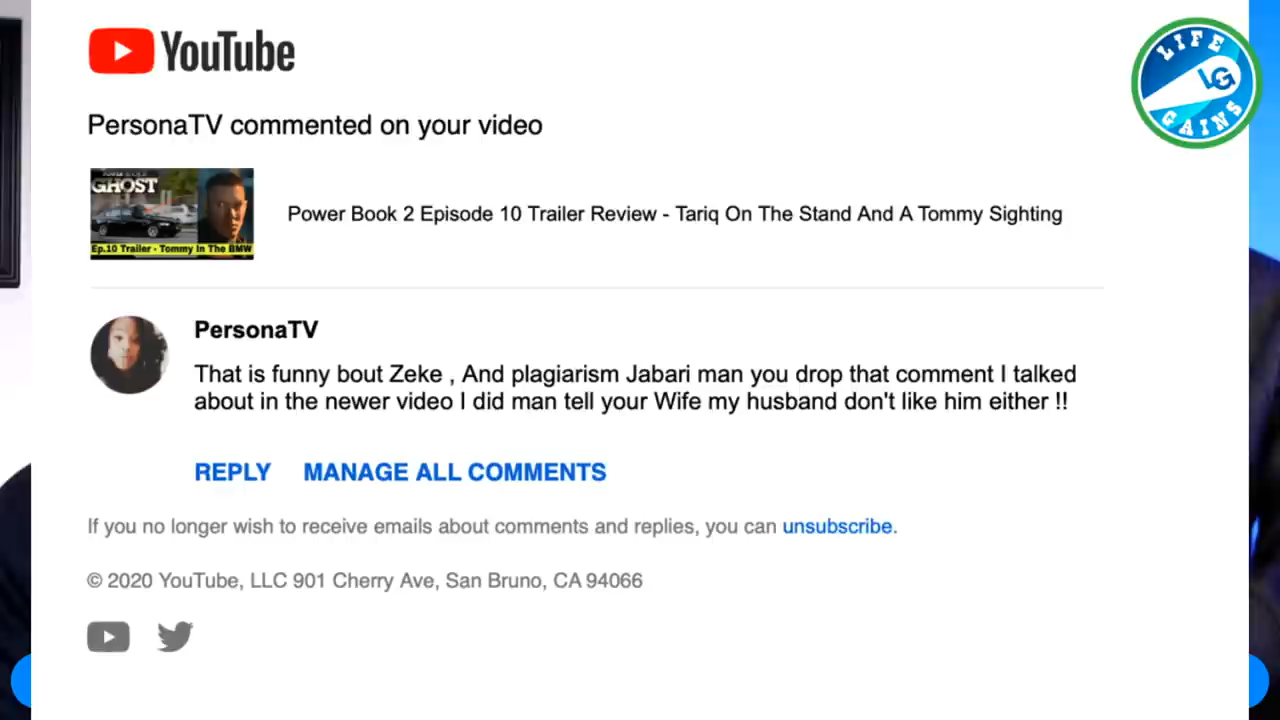 YouTube
LIFE
LG
GAINS
PersonaTV commented on your video
GHOST
Ep.10 Trailer - Tommy In The BMW
Power Book 2 Episode 10 Trailer Review - Tariq On The Stand And A Tommy Sighting
PersonaTV
That is funny bout Zeke , And plagiarism Jabari man you drop that comment I talked
about in the newer video I did man tell your Wife my husband don't like him either !!
REPLY MANAGE ALL COMMENTS
If you no longer wish to receive emails about comments and replies, you can unsubscribe.
© 2020 YouTube, LLC 901 Cherry Ave, San Bruno, CA 94066